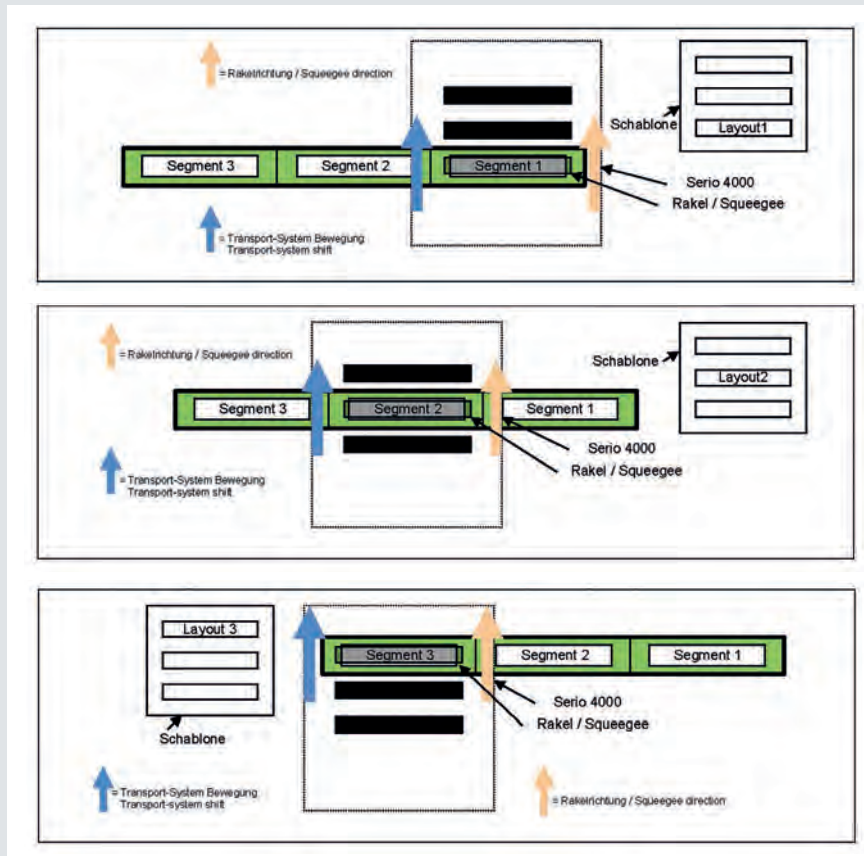 = Rakelrichtung / Squeegee direction
Schablone
Layout1
Segment 3
Segment 2
Segment 1
Serio 4000
Rakel / Squeegee
= Transport-System Bewegung
Transport-system shift
= Rakelrichtung / Squeegee direction
Schablone
Layout2
Segment 3
Segment 2
Segment 1
Serio 4000
Rakel / Squeegee
= Transport-System Bewegung
Transport-system shift
Layout 3
Segment 3
Segment 2
Segment 1
Serio 4000
Rakel / Squeegee
Schablone
= Transport-System Bewegung
Transport-system shift
= Rakelrichtung / Squeegee direction